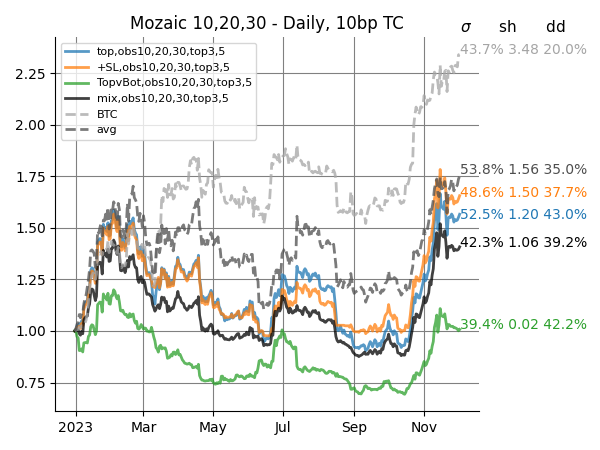 Mozaic 10,20,30 - Daily, 10bp TC
σ sh dd
43.7% 3.48 20.0%
top,obs10,20,30,top3,5
+SL,obs10,20,30,top3,5
TopvBot,obs10,20,30,top3,5
mix,obs10,20,30,top3,5
BTC
avg
2.25
2.00
1.75
1.50
1.25
1.00
0.75
53.8% 1.56 35.0%
48.6% 1.50 37.7%
52.5% 1.20 43.0%
42.3% 1.06 39.2%
39.4% 0.02 42.2%
2023 Mar May Jul Sep Nov